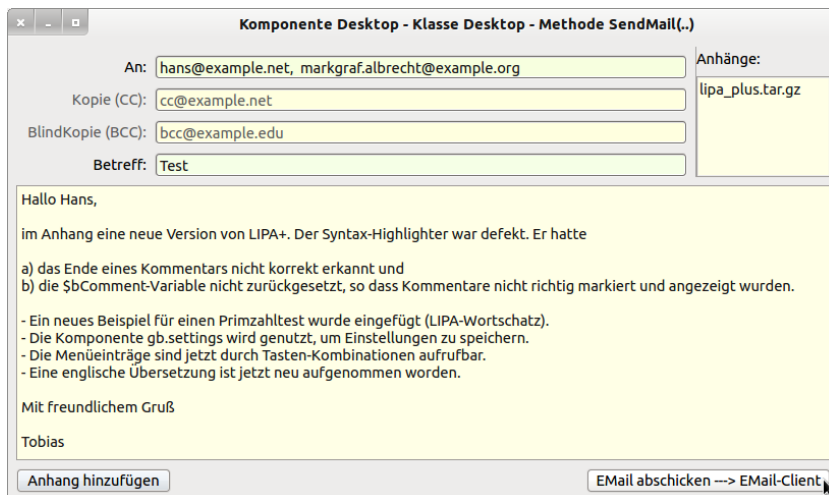 Komponente Desktop - Klasse Desktop - Methode SendMail(..)
An: hans@example.net, markgraf.albrecht@example.org
Kopie (CC): cc@example.net
BlindKopie (BCC): bcc@example.edu
Betreff: Test
Anhänge:
lipa_plus.tar.gz
Hallo Hans,
im Anhang eine neue Version von LIPA+. Der Syntax-Highlighter war defekt. Er hatte
a) das Ende eines Kommentars nicht korrekt erkannt und
b) die $bComment-Variable nicht zurückgesetzt, so dass Kommentare nicht richtig markiert und angezeigt wurden.
- Ein neues Beispiel für einen Primzahltest wurde eingefügt (LIPA-Wortschatz).
- Die Komponente gb.settings wird genutzt, um Einstellungen zu speichern.
- Die Menüeinträge sind jetzt durch Tasten-Kombinationen aufrufbar.
- Eine englische Übersetzung ist jetzt neu aufgenommen worden.
Mit freundlichem Gruß
Tobias
Anhang hinzufügen
EMail abschicken ---> EMail-Client